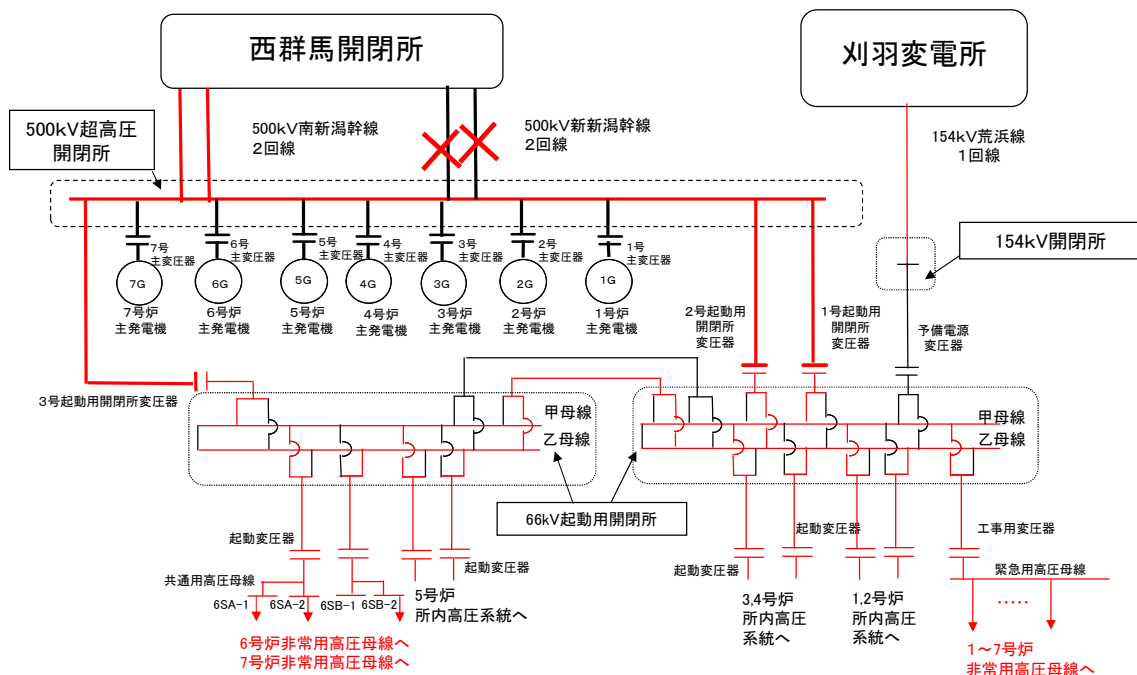 西群馬開閉所
刈羽変電所
500kV超高圧
開閉所
500kV南新潟幹線
2回線
500kV新新潟幹線
2回線
154kV荒浜線
1回線
154kV開閉所
7号
主変圧器
6号
主変圧器
5号
主変圧器
4号
主変圧器
3号
主変圧器
2号
主変圧器
1号
主変圧器
7G
6G
5G
4G
3G
2G
1G
7号炉
主発電機
6号炉
主発電機
5号炉
主発電機
4号炉
主発電機
3号炉
主発電機
2号炉
主発電機
1号炉
主発電機
2号起動用
開閉所
変圧器
1号起動用
開閉所
変圧器
予備電源
変圧器
3号起動用開閉所変圧器
甲母線
乙母線
甲母線
乙母線
66kV起動用開閉所
起動変圧器
起動変圧器
起動変圧器
起動変圧器
工事用変圧器
共通用高圧母線
6SA-1
6SA-2
6SB-1
6SB-2
5号炉
所内高圧系統へ
3,4号炉
所内高圧
系統へ
1,2号炉
所内高圧
系統へ
緊急用高圧母線
.....
6号炉非常用高圧母線へ
7号炉非常用高圧母線へ
1～7号炉
非常用高圧母線へ